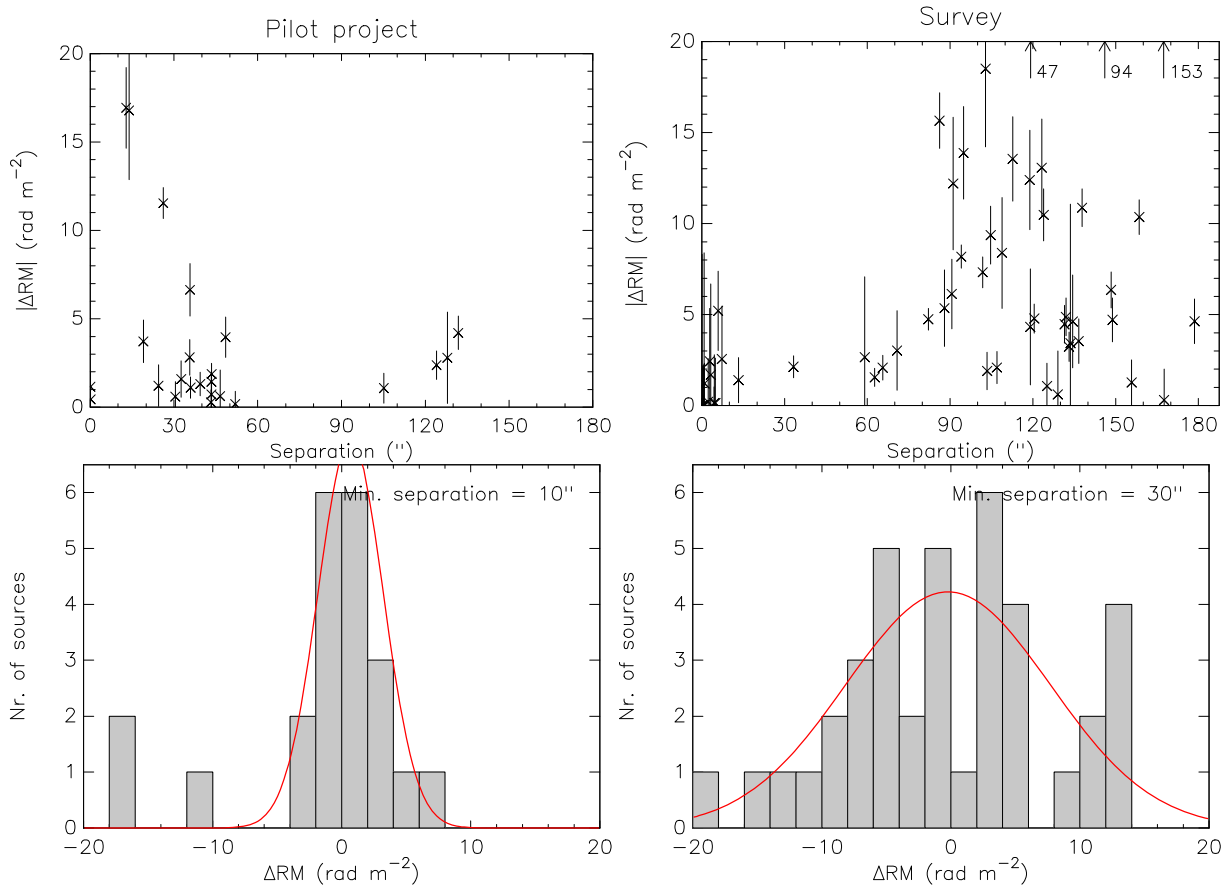 Pilot project
20
15
10
5
0
|ΔRM| (rad m⁻²)
0 30 60 90 120 150 180
Separation (")
Survey
20
15
10
5
0
|ΔRM| (rad m⁻²)
47 94 153
0 30 60 90 120 150 180
Separation (")
Min. separation = 10"
6
5
4
3
2
1
0
Nr. of sources
−20 −10 0 10 20
ΔRM (rad m⁻²)
Min. separation = 30"
6
5
4
3
2
1
0
Nr. of sources
−20 −10 0 10 20
ΔRM (rad m⁻²)